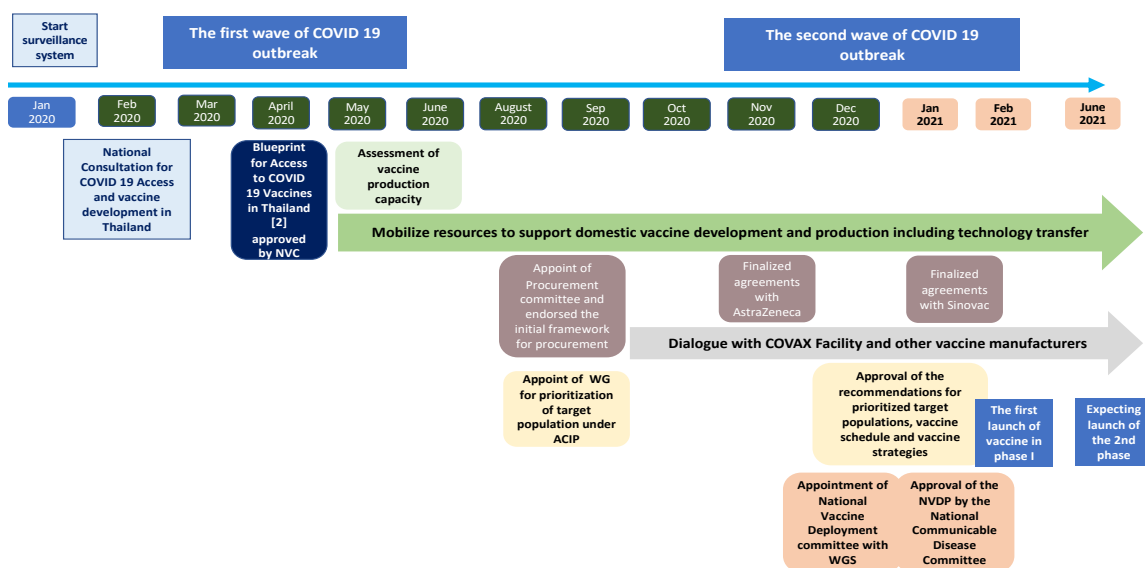 Start
surveillance
system
The first wave of COVID 19
outbreak
The second wave of COVID 19
outbreak
Jan
2020
Feb
2020
Mar
2020
April
2020
May
2020
June
2020
August
2020
Sep
2020
Oct
2020
Nov
2020
Dec
2020
Jan
2021
Feb
2021
June
2021
National
Consultation for
COVID 19 Access
and vaccine
development in
Thailand
Blueprint
for Access
to COVID
19 Vaccines
in Thailand
[2]
approved
by NVC
Assessment of
vaccine
production
capacity
Mobilize resources to support domestic vaccine development and production including technology transfer
Appoint of
Procurement
committee and
endorsed the
initial framework
for procurement
Finalized
agreements
with
AstraZeneca
Finalized
agreements
with Sinovac
Dialogue with COVAX Facility and other vaccine manufacturers
Appoint of WG
for prioritization
of target
population under
ACIP
Approval of the
recommendations for
prioritized target
populations, vaccine
schedule and vaccine
strategies
The first
launch of
vaccine in
phase I
Expecting
launch of
the 2nd
phase
Appointment of
National
Vaccine
Deployment
committee with
WGS
Approval of the
NVDP by the
National
Communicable
Disease
Committee